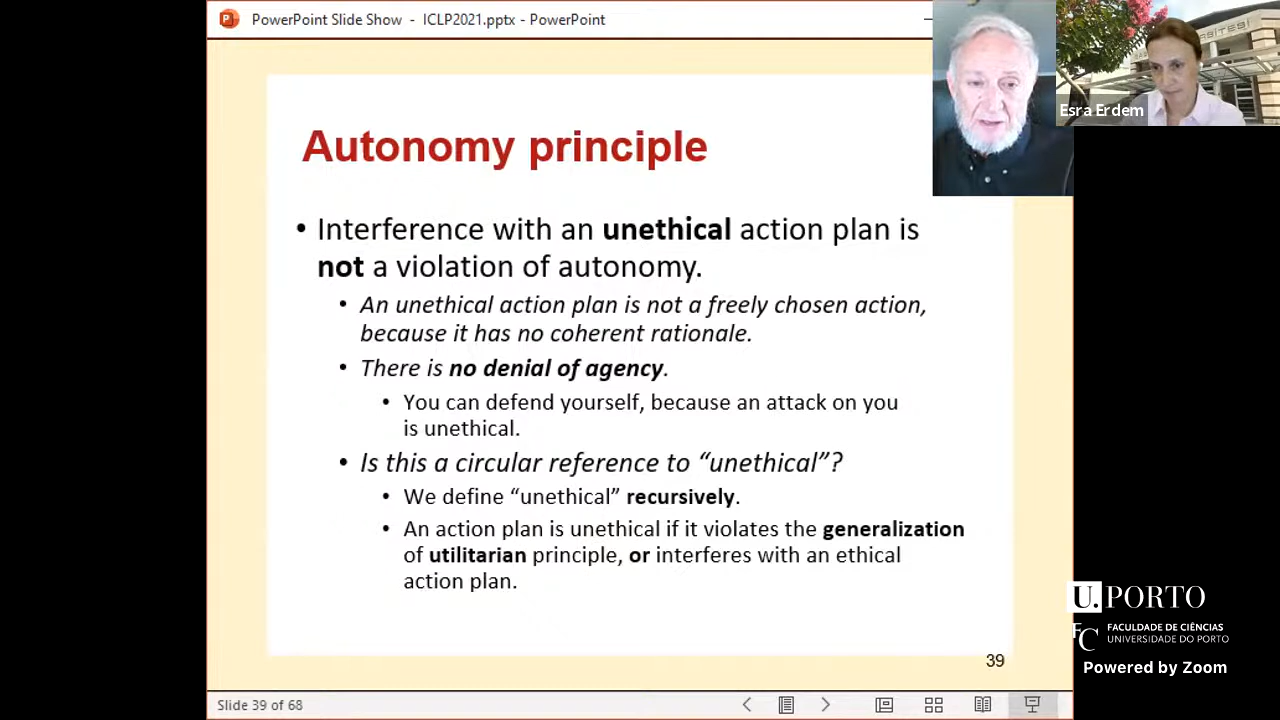 PowerPoint Slide Show - ICLP2021.pptx - PowerPoint
Esra Erdem
Autonomy principle
• Interference with an unethical action plan is
not a violation of autonomy.
• An unethical action plan is not a freely chosen action,
because it has no coherent rationale.
• There is no denial of agency.
• You can defend yourself, because an attack on you
is unethical.
• Is this a circular reference to “unethical”?
• We define “unethical” recursively.
• An action plan is unethical if it violates the generalization
of utilitarian principle, or interferes with an ethical
action plan.
39
U. PORTO
FC FACULDADE DE CIÊNCIAS
UNIVERSIDADE DO PORTO
Powered by Zoom
Slide 39 of 68